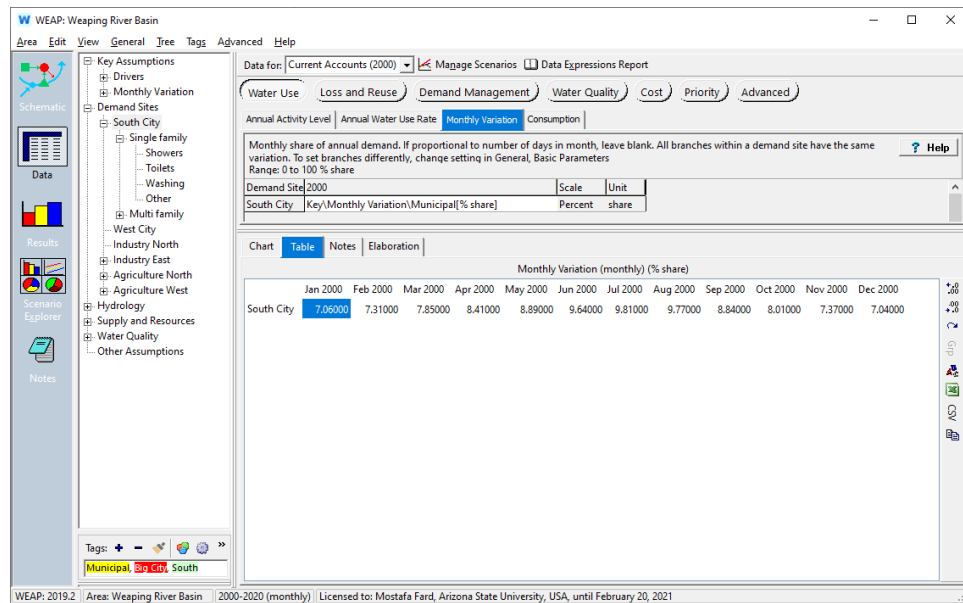 W WEAP: Weaping River Basin
Area Edit View General Tree Tags Advanced Help
Schematic
Data
Results
Scenario
Explorer
Notes
Key Assumptions
Drivers
Monthly Variation
Demand Sites
South City
Single family
Showers
Toilets
Washing
Other
Multi family
West City
Industry North
Industry East
Agriculture North
Agriculture West
Hydrology
Supply and Resources
Water Quality
Other Assumptions
Tags: + − »
Municipal, Big City, South
Data for: Current Accounts (2000) Manage Scenarios Data Expressions Report
Water Use Loss and Reuse Demand Management Water Quality Cost Priority Advanced
Annual Activity Level Annual Water Use Rate Monthly Variation Consumption
Monthly share of annual demand. If proportional to number of days in month, leave blank. All branches within a demand site have the same
variation. To set branches differently, change setting in General, Basic Parameters
Range: 0 to 100 % share
? Help
Demand Site 2000 Scale Unit
South City Key\Monthly Variation\Municipal[% share] Percent share
Chart Table Notes Elaboration
Monthly Variation (monthly) (% share)
Jan 2000 Feb 2000 Mar 2000 Apr 2000 May 2000 Jun 2000 Jul 2000 Aug 2000 Sep 2000 Oct 2000 Nov 2000 Dec 2000
South City 7.06000 7.31000 7.85000 8.41000 8.89000 9.64000 9.81000 9.77000 8.84000 8.01000 7.37000 7.04000
Grp
CSV
WEAP: 2019.2 Area: Weaping River Basin 2000-2020 (monthly) Licensed to: Mostafa Fard, Arizona State University, USA, until February 20, 2021